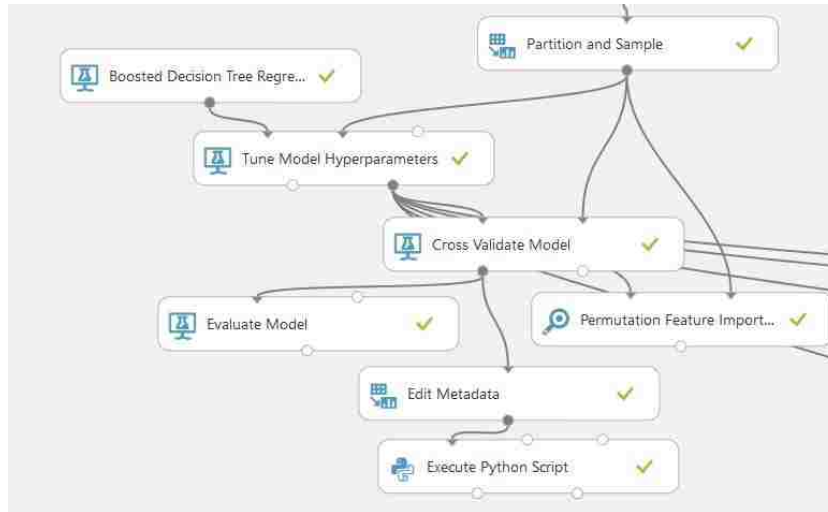 Partition and Sample
Boosted Decision Tree Regre...
Tune Model Hyperparameters
Cross Validate Model
Evaluate Model
Permutation Feature Import...
Edit Metadata
Execute Python Script